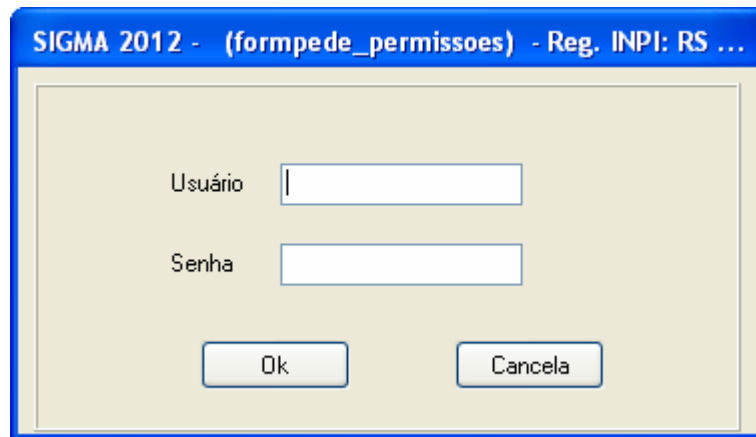 SIGMA 2012 - (formpede_permissoes) - Reg. INPI: RS ...
Usuário
Senha
Ok Cancela